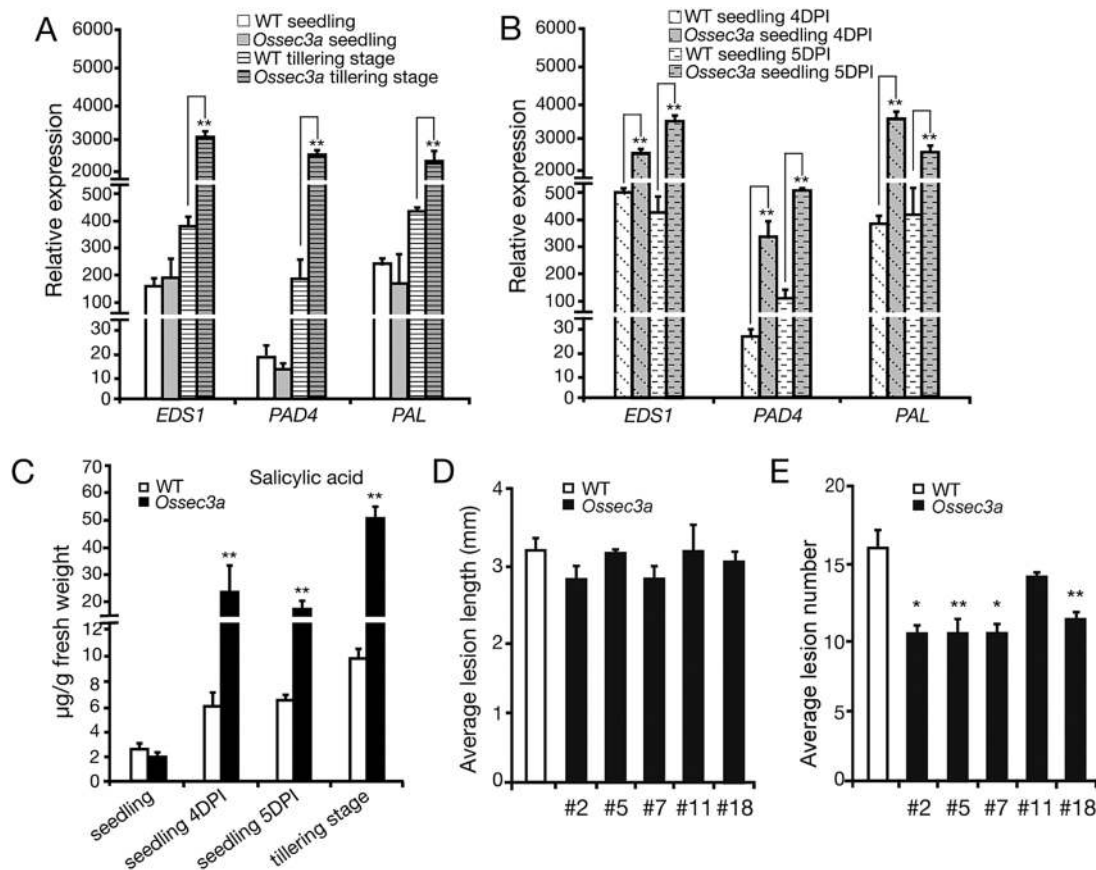 A
WT seedling
Ossec3a seedling
WT tillering stage
Ossec3a tillering stage
Relative expression
6000
4000
3000
2000
500
400
300
200
100
30
20
10
0
**
**
**
EDS1
PAD4
PAL
B
WT seedling 4DPI
Ossec3a seedling 4DPI
WT seedling 5DPI
Ossec3a seedling 5DPI
Relative expression
6000
4000
3000
2000
500
400
300
200
100
30
20
10
0
**
**
**
**
**
**
EDS1
PAD4
PAL
C
Salicylic acid
WT
Ossec3a
μg/g fresh weight
70
60
50
40
30
20
12
10
8
6
4
2
0
**
**
**
seedling
seedling 4DPI
seedling 5DPI
tillering stage
D
WT
Ossec3a
Average lesion length (mm)
4
3
2
1
0
#2 #5 #7 #11 #18
E
WT
Ossec3a
Average lesion number
20
15
10
5
0
* ** * **
#2 #5 #7 #11 #18